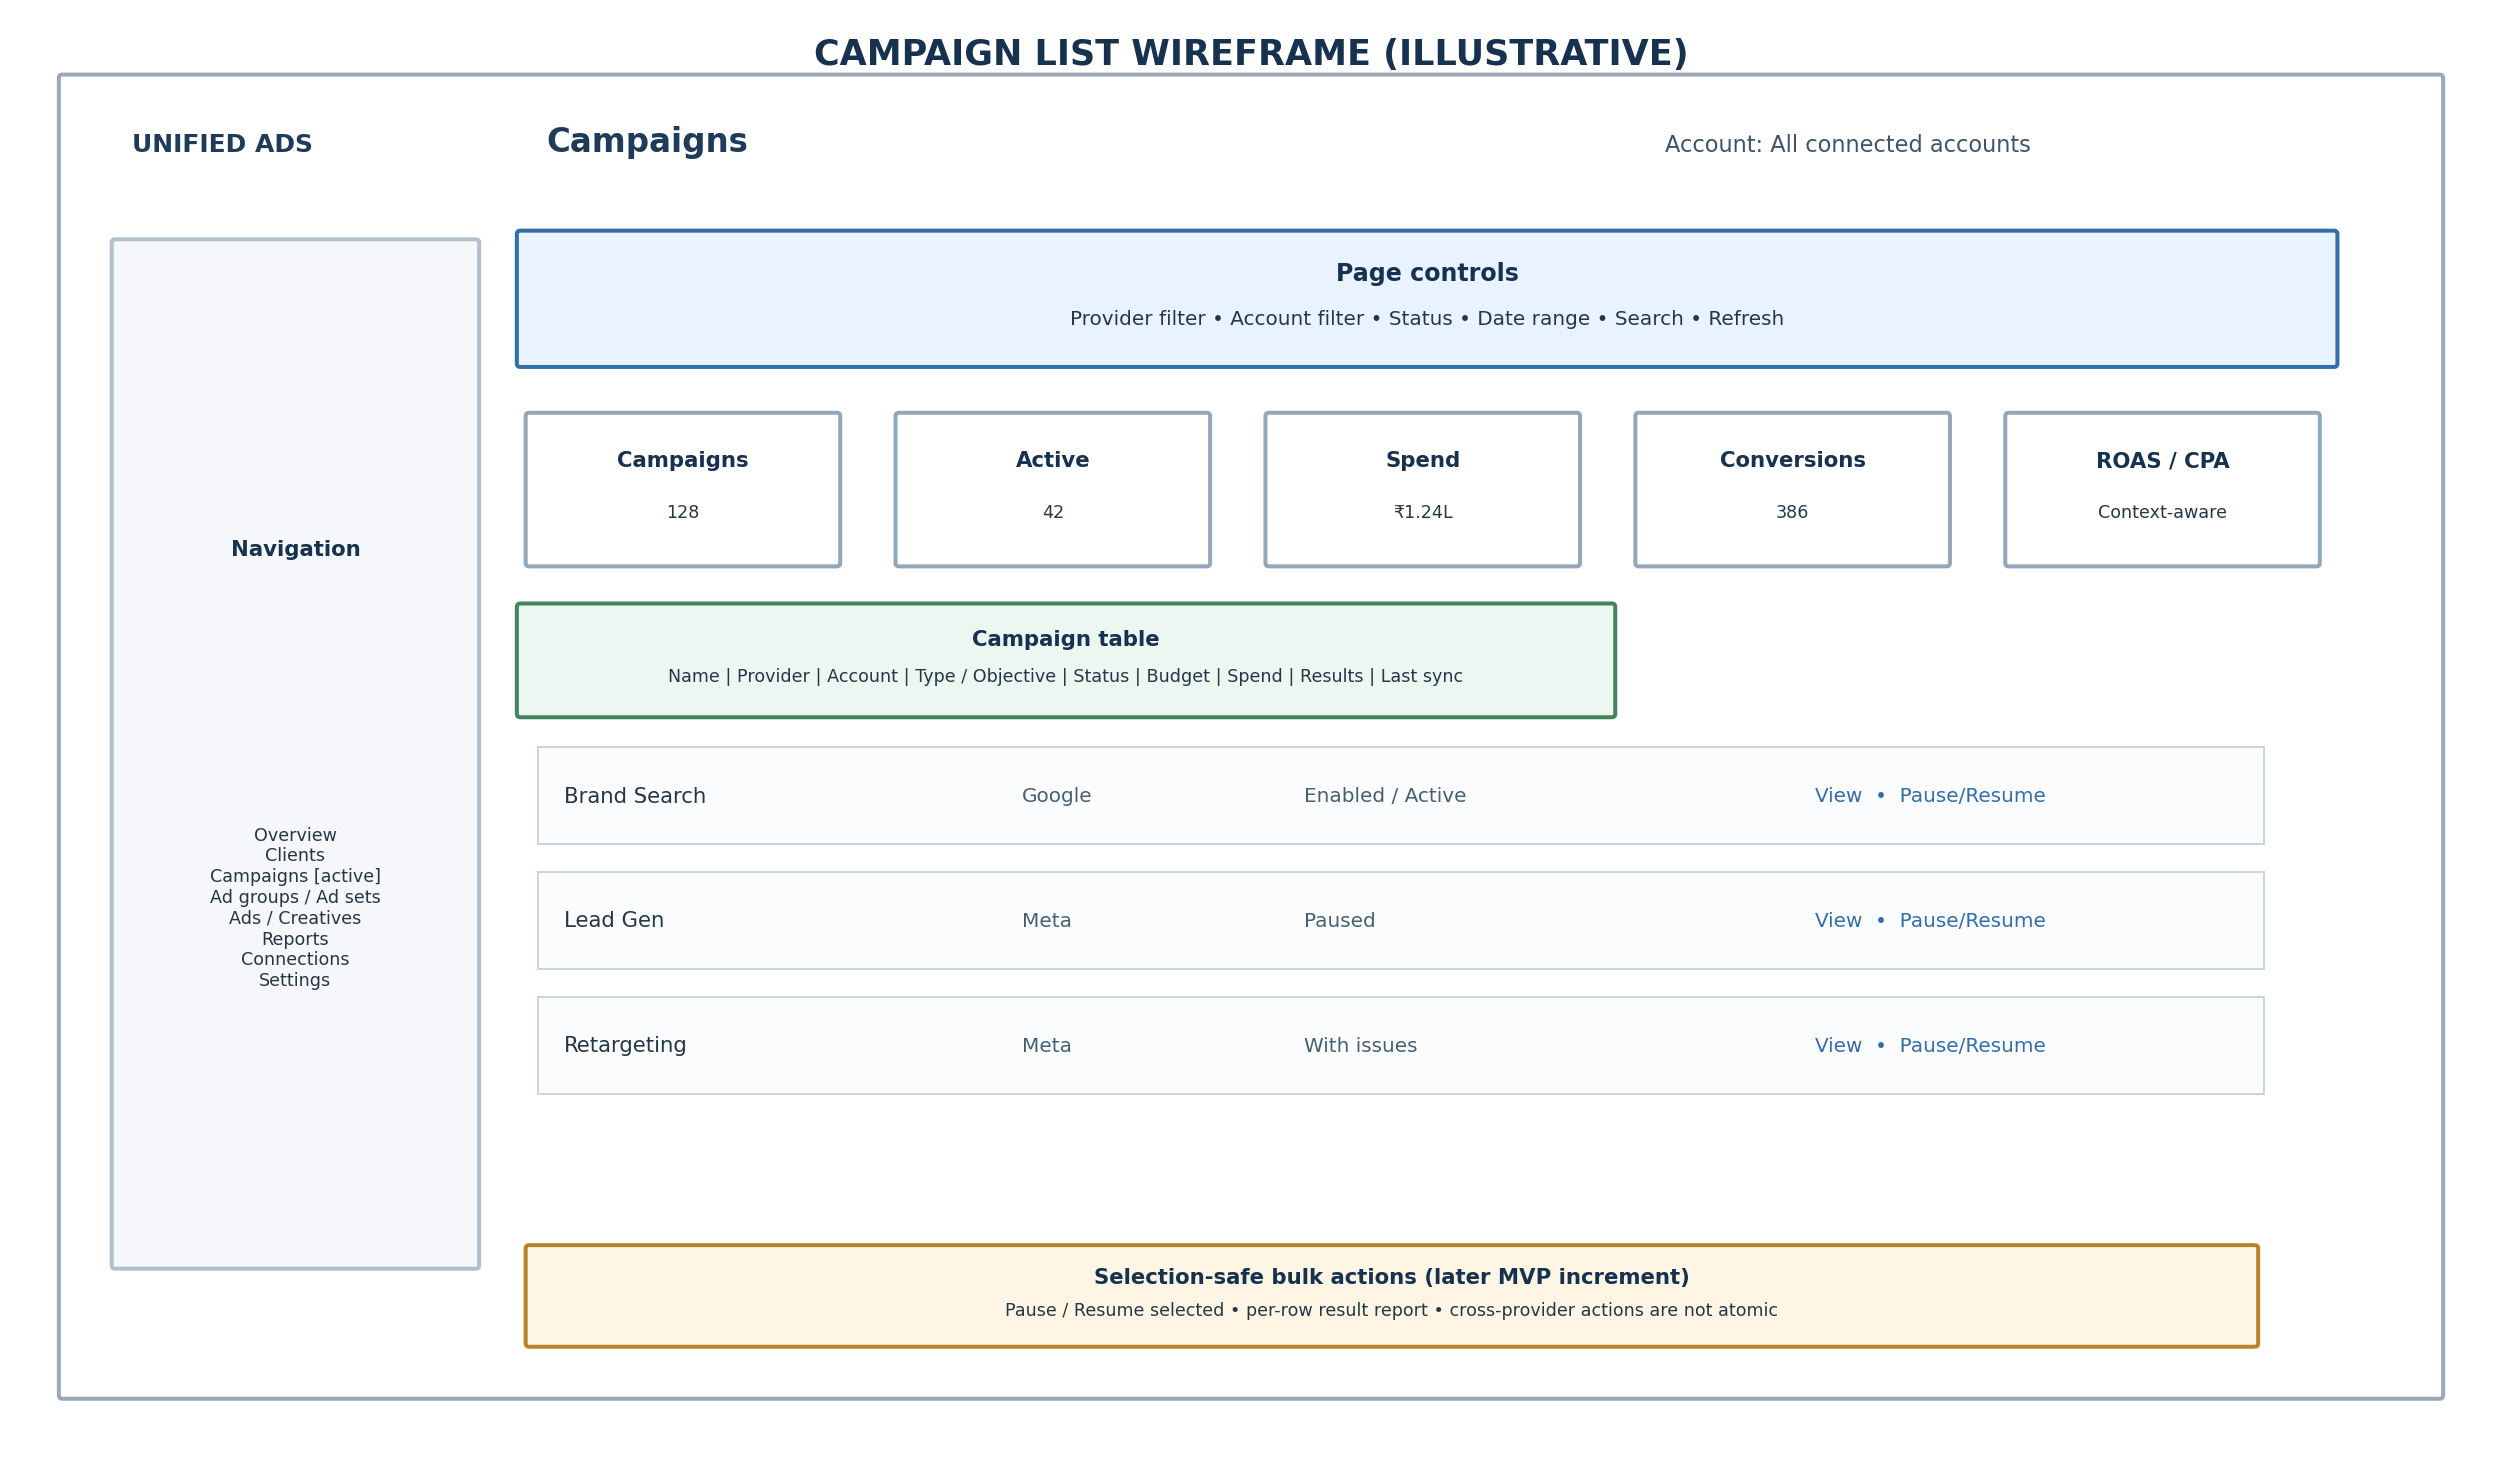 CAMPAIGN LIST WIREFRAME (ILLUSTRATIVE)
UNIFIED ADS
Campaigns
Account: All connected accounts
Navigation
Overview
Clients
Campaigns [active]
Ad groups / Ad sets
Ads / Creatives
Reports
Connections
Settings
Page controls
Provider filter • Account filter • Status • Date range • Search • Refresh
Campaigns
128
Active
42
Spend
₹1.24L
Conversions
386
ROAS / CPA
Context-aware
Campaign table
Name | Provider | Account | Type / Objective | Status | Budget | Spend | Results | Last sync
Brand Search Google Enabled / Active View • Pause/Resume
Lead Gen Meta Paused View • Pause/Resume
Retargeting Meta With issues View • Pause/Resume
Selection-safe bulk actions (later MVP increment)
Pause / Resume selected • per-row result report • cross-provider actions are not atomic